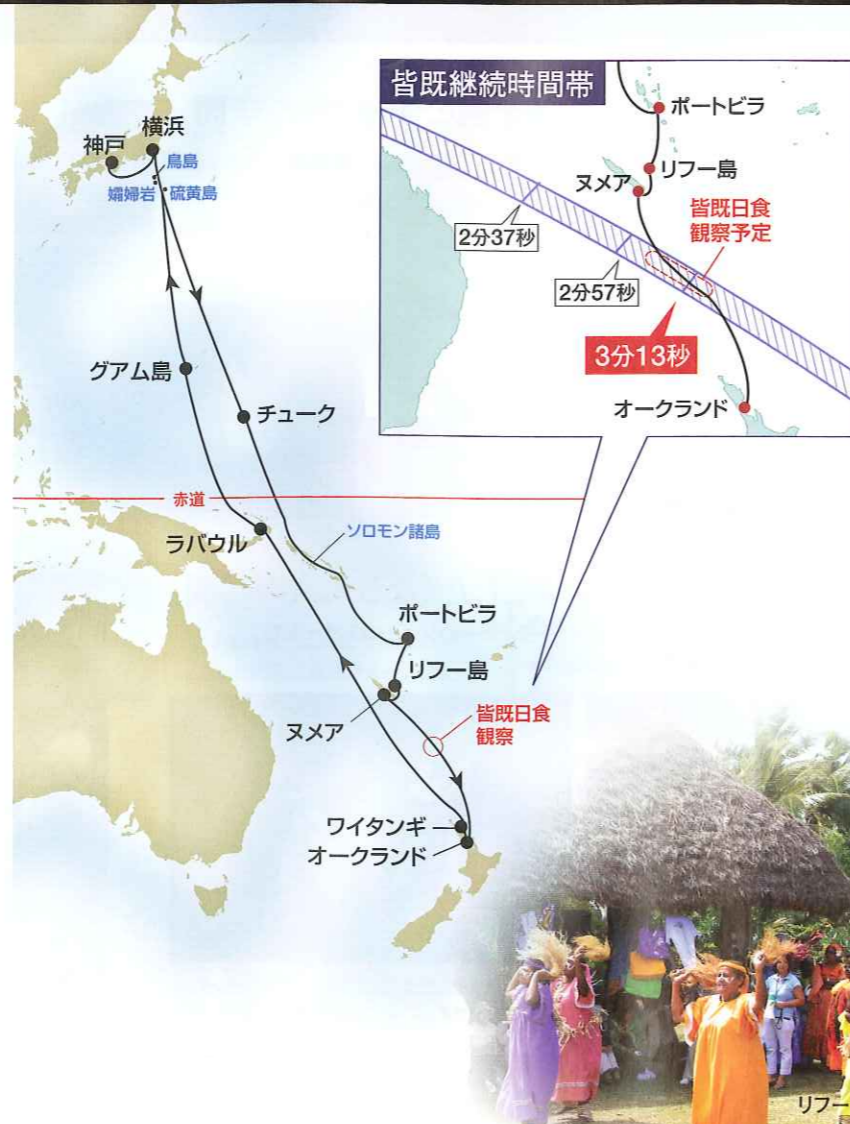 神戸
横浜
鳥島
孀婦岩
硫黄島
グアム島
チューク
赤道
ラバウル
ソロモン諸島
ポートビラ
リフー島
ヌメア
皆既日食
観察
ワイタンギ
オークランド
皆既継続時間帯
ポートビラ
リフー島
ヌメア
皆既日食
観察予定
2分37秒
2分57秒
3分13秒
オークランド
リフー